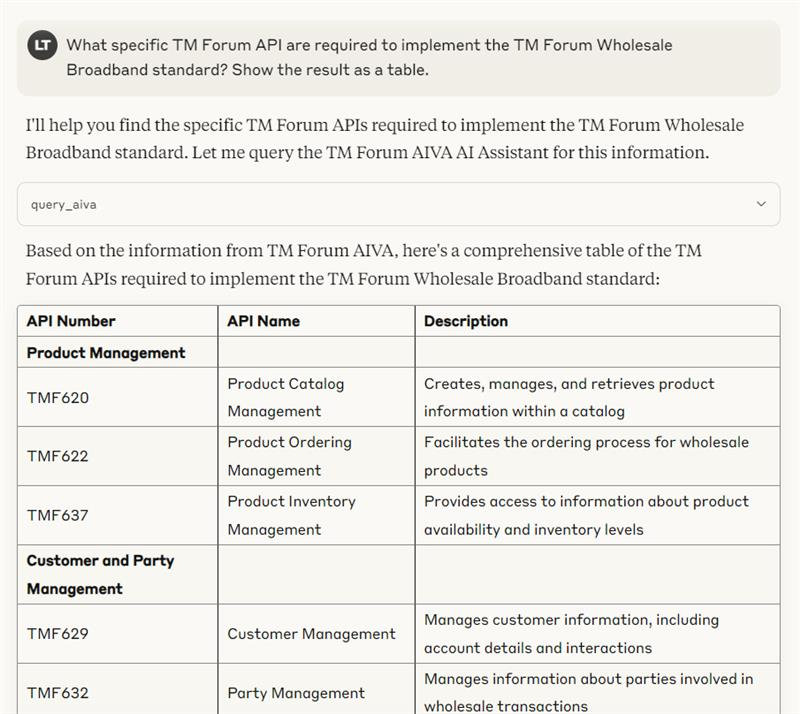 LT What specific TM Forum API are required to implement the TM Forum Wholesale
Broadband standard? Show the result as a table.
I'll help you find the specific TM Forum APIs required to implement the TM Forum Wholesale
Broadband standard. Let me query the TM Forum AIVA AI Assistant for this information.
query_aiva
Based on the information from TM Forum AIVA, here's a comprehensive table of the TM
Forum APIs required to implement the TM Forum Wholesale Broadband standard:
API Number API Name Description
Product Management
TMF620
Product Catalog
Management
Creates, manages, and retrieves product
information within a catalog
TMF622
Product Ordering
Management
Facilitates the ordering process for wholesale
products
TMF637
Product Inventory
Management
Provides access to information about product
availability and inventory levels
Customer and Party
Management
TMF629
Customer Management
Manages customer information, including
account details and interactions
TMF632
Party Management
Manages information about parties involved in
wholesale transactions